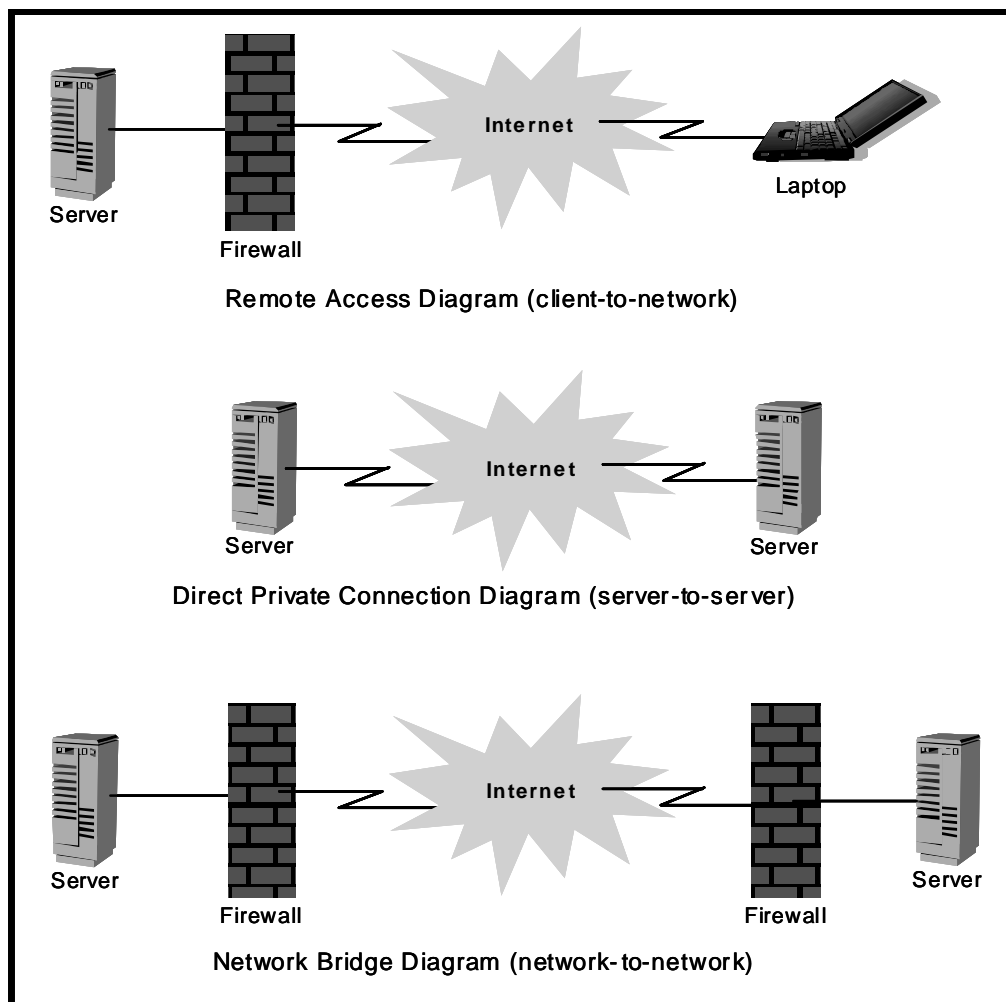 Internet
Server
Laptop
Firewall
Remote Access Diagram (client-to-network)
Internet
Server
Server
Direct Private Connection Diagram (server-to-server)
Internet
Server
Server
Firewall
Firewall
Network Bridge Diagram (network-to-network)